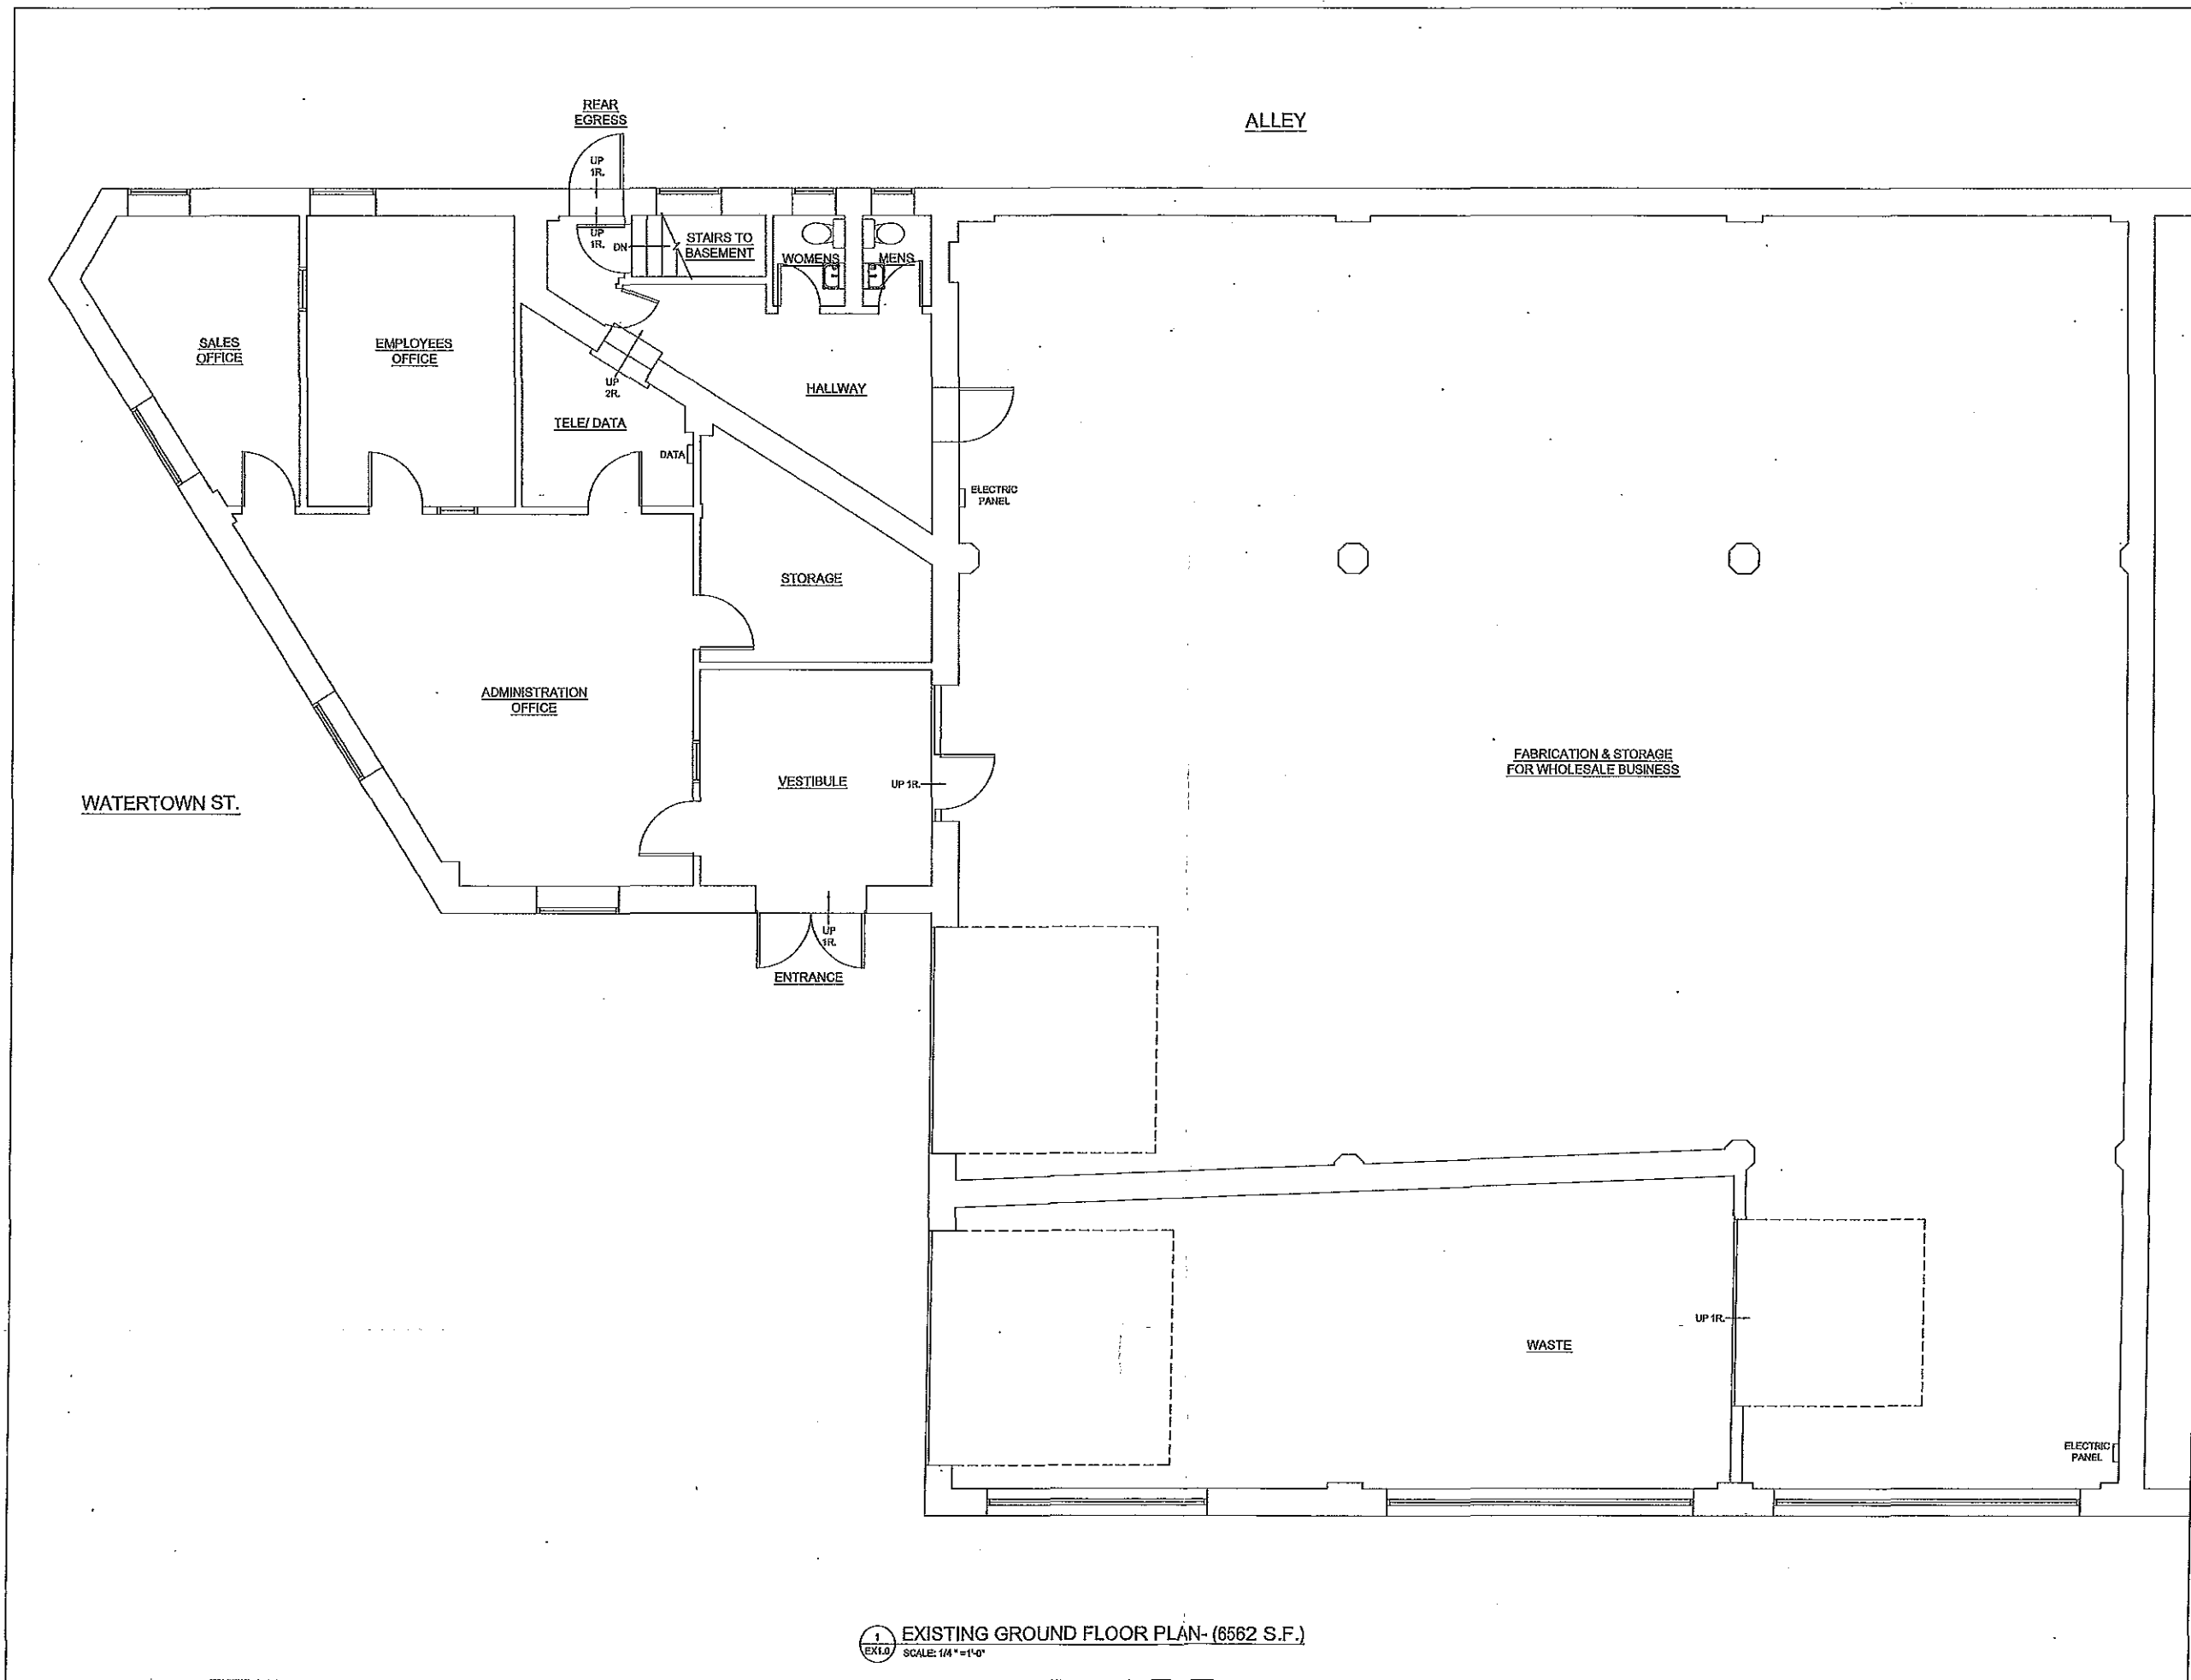 REAR
EGRESS
ALLEY
UP
1R.
UP
1R.
DN
STAIRS TO
BASEMENT
WOMENS
MENS
SALES
OFFICE
EMPLOYEES
OFFICE
UP
2R.
HALLWAY
TELE/ DATA
DATA
ELECTRIC
PANEL
STORAGE
ADMINISTRATION
OFFICE
VESTIBULE
UP 1R.
FABRICATION & STORAGE
FOR WHOLESALE BUSINESS
WATERTOWN ST.
UP
1R.
ENTRANCE
UP 1R.
WASTE
ELECTRIC
PANEL
1
EX1.0
EXISTING GROUND FLOOR PLAN- (6562 S.F.)
SCALE: 1/4 " =1'-0"